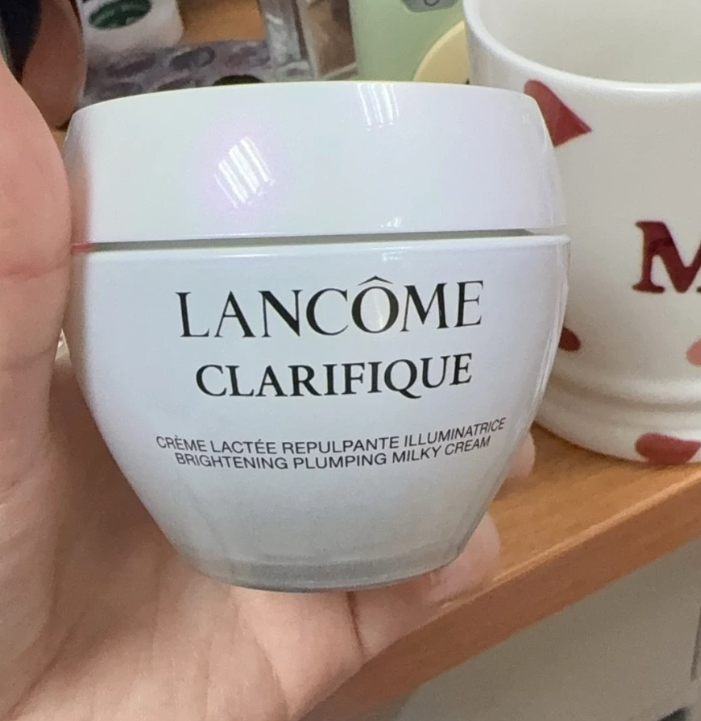 LANCÔME
CLARIFIQUE
CRÈME LACTÉE REPULPANTE ILLUMINATRICE
BRIGHTENING PLUMPING MILKY CREAM
M